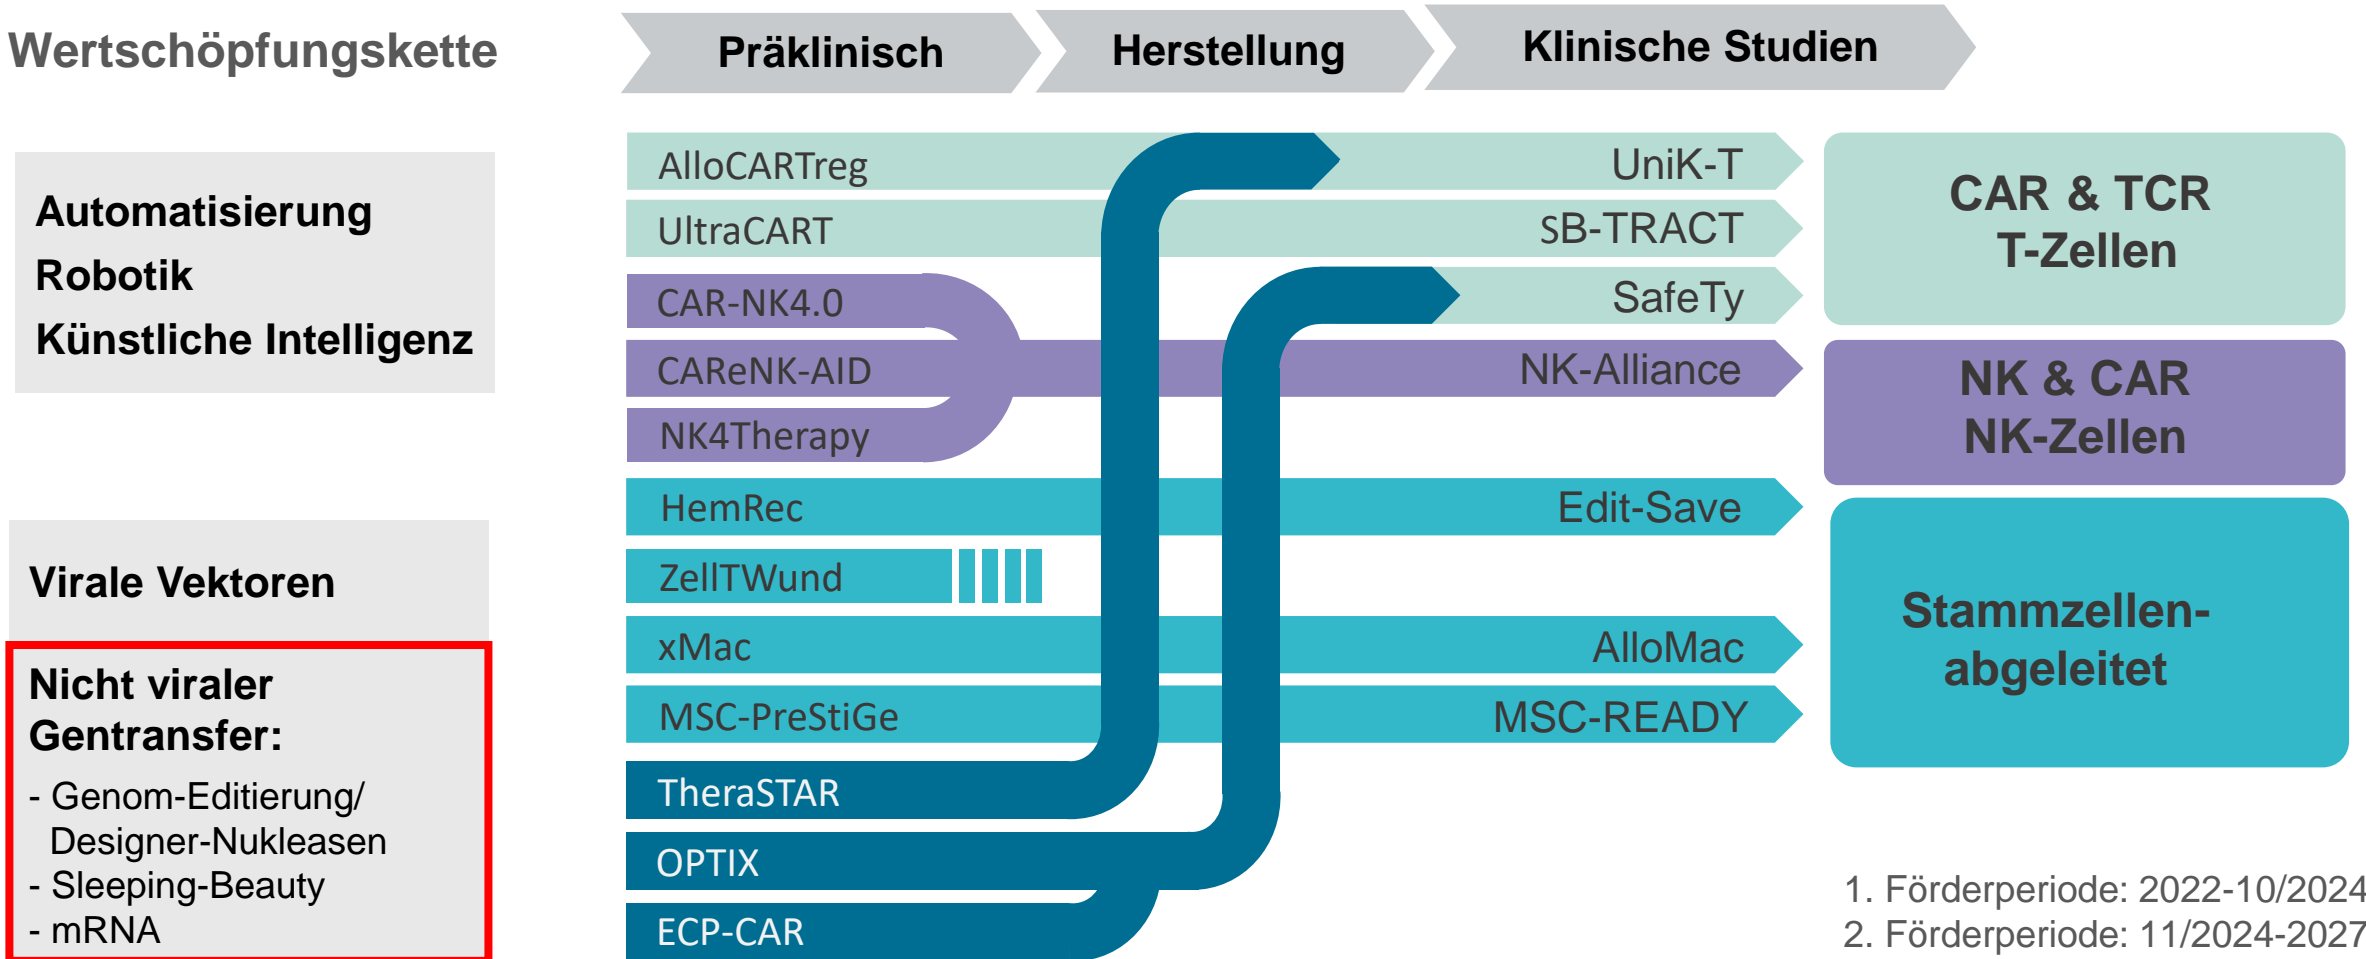 Wertschöpfungskette
Präklinisch
Herstellung
Klinische Studien
Automatisierung
Robotik
Künstliche Intelligenz
Virale Vektoren
Nicht viraler
Gentransfer:
- Genom-Editierung/
Designer-Nukleasen
- Sleeping-Beauty
- mRNA
AlloCARTreg
UniK-T
UltraCART
SB-TRACT
CAR-NK4.0
SafeTy
CAReNK-AID
NK-Alliance
NK4Therapy
HemRec
Edit-Save
ZellTWund
xMac
AlloMac
MSC-PreStiGe
MSC-READY
TheraSTAR
OPTIX
ECP-CAR
CAR & TCR
T-Zellen
NK & CAR
NK-Zellen
Stammzellen-
abgeleitet
1. Förderperiode: 2022-10/2024
2. Förderperiode: 11/2024-2027